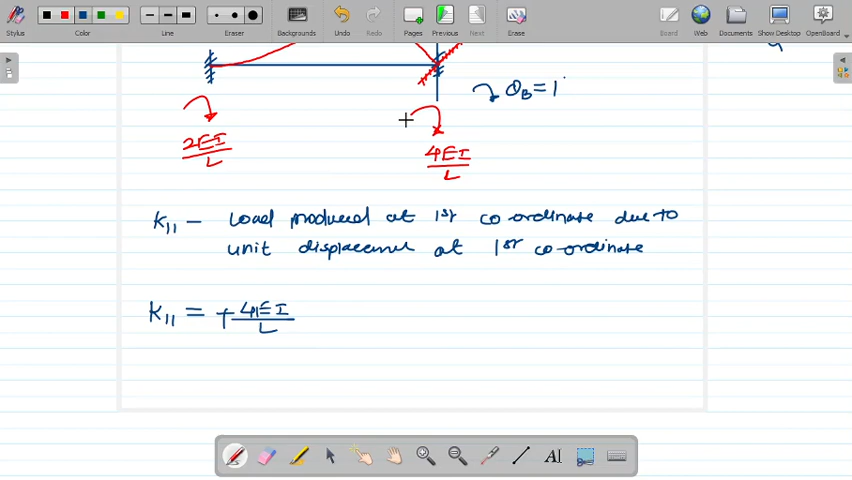 Stylus Color Line Eraser Backgrounds Undo Redo Pages Previous Next Erase Board Web Documents Show Desktop OpenBoard
θB = 1
2EI
L
4EI
L
K11 - Load produced at 1st co-ordinate due to
unit displacement at 1st co-ordinate
K11 = + 4EI
L